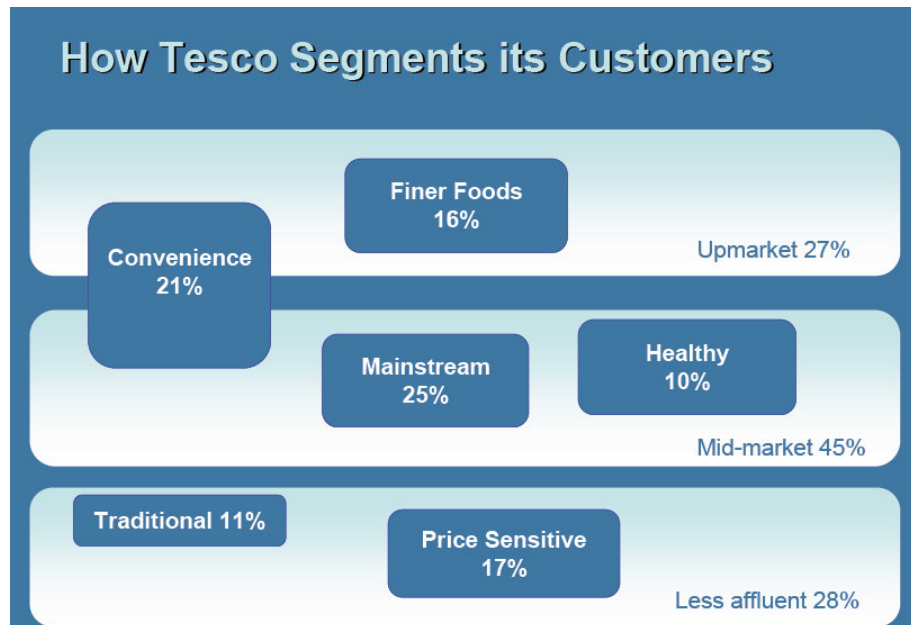 How Tesco Segments its Customers
Finer Foods
16%
Upmarket 27%
Convenience
21%
Mainstream
25%
Healthy
10%
Mid-market 45%
Traditional 11%
Price Sensitive
17%
Less affluent 28%